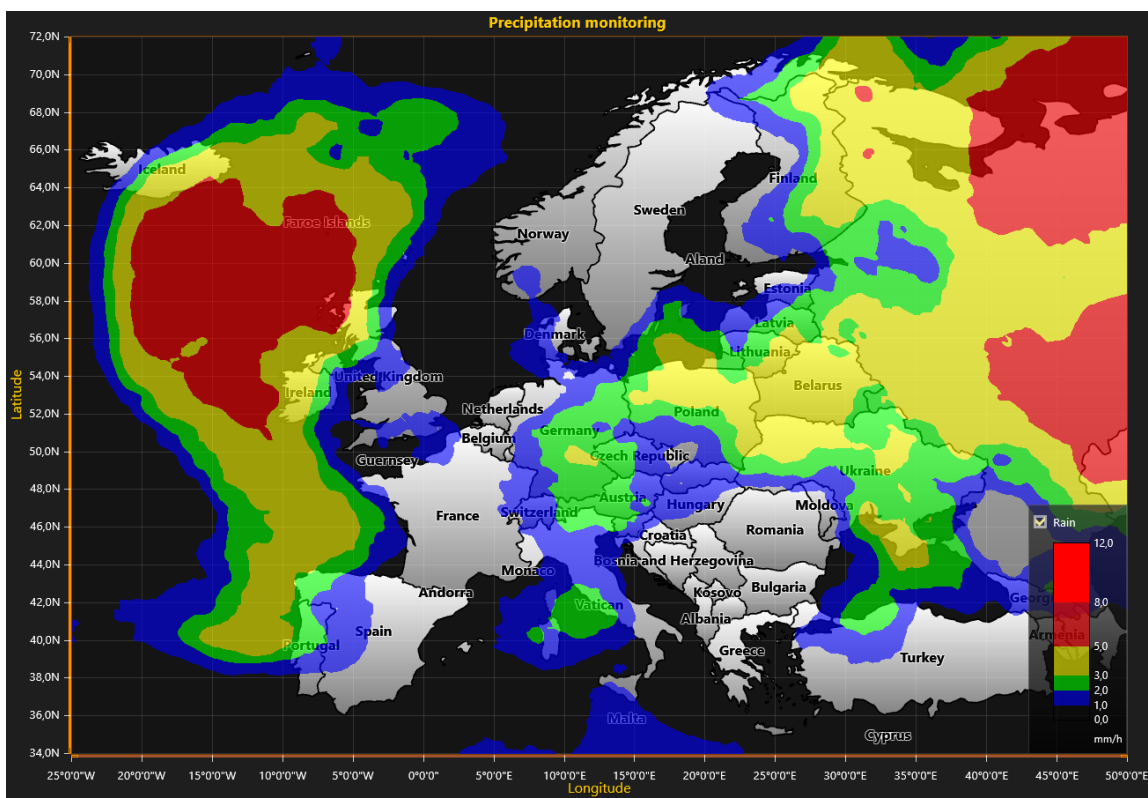 Precipitation monitoring
72,0N
70,0N
68,0N
66,0N
64,0N
62,0N
60,0N
58,0N
56,0N
54,0N
52,0N
50,0N
48,0N
46,0N
44,0N
42,0N
40,0N
38,0N
36,0N
34,0N
Latitude
Iceland
Faroe Islands
Finland
Sweden
Norway
Aland
Estonia
Denmark
Latvia
Lithuania
United Kingdom
Belarus
Ireland
Netherlands
Poland
Germany
Belgium
Guernsey
Czech Republic
Ukraine
Austria
Hungary
Moldova
Switzerland
France
Romania
Croatia
Bosnia and Herzegovina
Monaco
Andorra
Kosovo
Bulgaria
Vatican
Albania
Spain
Portugal
Greece
Turkey
Georg
Armenia
Malta
Cyprus
Rain
12,0
8,0
5,0
3,0
2,0
1,0
0,0
mm/h
25°0'0"W
20°0'0"W
15°0'0"W
10°0'0"W
5°0'0"W
0°0'0"E
5°0'0"E
10°0'0"E
15°0'0"E
20°0'0"E
25°0'0"E
30°0'0"E
35°0'0"E
40°0'0"E
45°0'0"E
50°0'0"E
Longitude